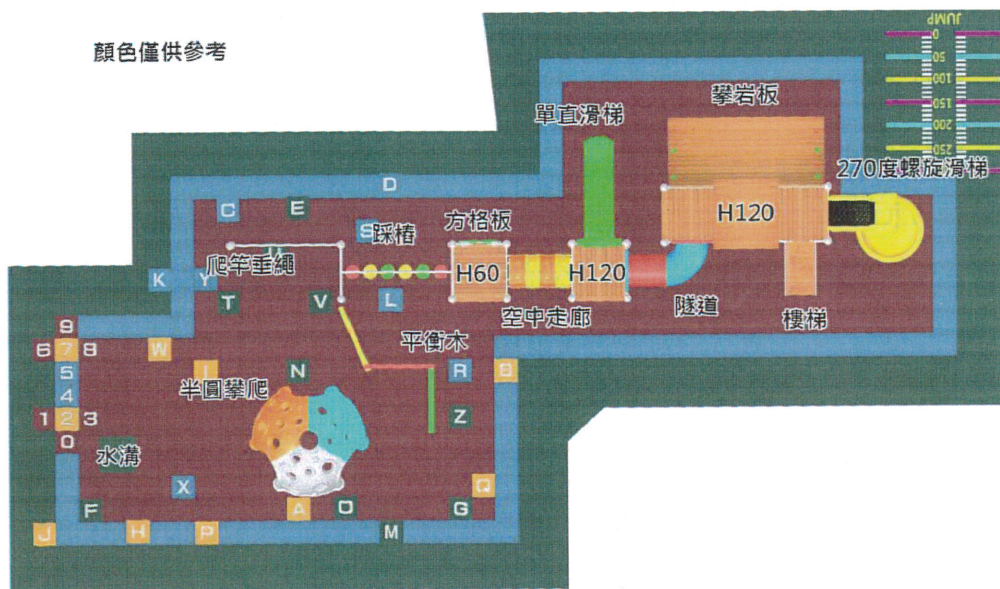 顏色僅供參考
JUMP
0
50
100
150
200
250
攀岩板
單直滑梯
270度螺旋滑梯
D
C
E
S
踩樁
方格板
H120
U
爬竿垂繩
H60
H120
K
Y
T
V
L
空中走廊
隧道
樓梯
9
6
7
8
W
平衡木
5
I
N
R
B
半圓攀爬
4
1
2
3
Z
0
水溝
X
Q
F
A
O
G
J
H
P
M